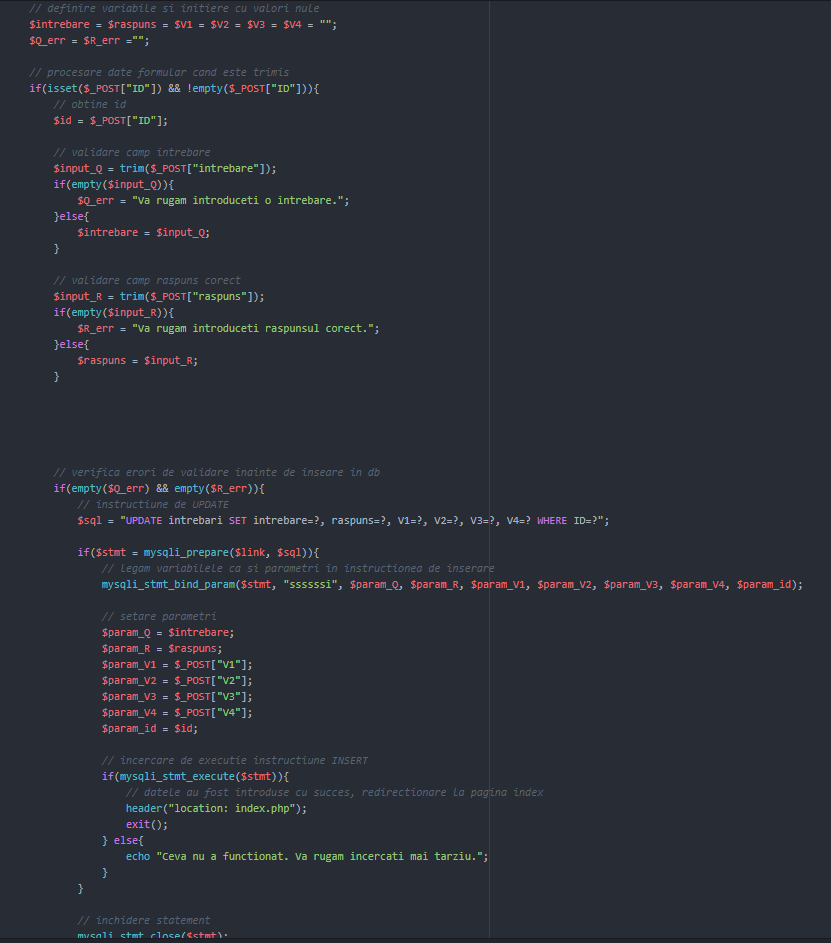 // definire variabile si initiere cu valori nule
$intrebare = $raspuns = $V1 = $V2 = $V3 = $V4 = "";
$Q_err = $R_err ="";
// procesare date formular cand este trimis
if(isset($_POST["ID"]) && !empty($_POST["ID"])){
// obtine id
$id = $_POST["ID"];
// validare camp intrebare
$input_Q = trim($_POST["intrebare"]);
if(empty($input_Q)){
$Q_err = "Va rugam introduceti o intrebare.";
}else{
$intrebare = $input_Q;
}
// validare camp raspuns corect
$input_R = trim($_POST["raspuns"]);
if(empty($input_R)){
$R_err = "Va rugam introduceti raspunsul corect.";
}else{
$raspuns = $input_R;
}
// verifica erori de validare inainte de inseare in db
if(empty($Q_err) && empty($R_err)){
// instructiune de UPDATE
$sql = "UPDATE intrebari SET intrebare=?, raspuns=?, V1=?, V2=?, V3=?, V4=? WHERE ID=?";
if($stmt = mysqli_prepare($link, $sql)){
// legam variabilele ca si parametri in instructionea de inserare
mysqli_stmt_bind_param($stmt, "ssssssi", $param_Q, $param_R, $param_V1, $param_V2, $param_V3, $param_V4, $param_id);
// setare parametri
$param_Q = $intrebare;
$param_R = $raspuns;
$param_V1 = $_POST["V1"];
$param_V2 = $_POST["V2"];
$param_V3 = $_POST["V3"];
$param_V4 = $_POST["V4"];
$param_id = $id;
// incercare de executie instructiune INSERT
if(mysqli_stmt_execute($stmt)){
// datele au fost introduse cu succes, redirectionare la pagina index
header("location: index.php");
exit();
} else{
echo "Ceva nu a functionat. Va rugam incercati mai tarziu.";
}
}
// inchidere statement
mysqli_stmt_close($stmt);